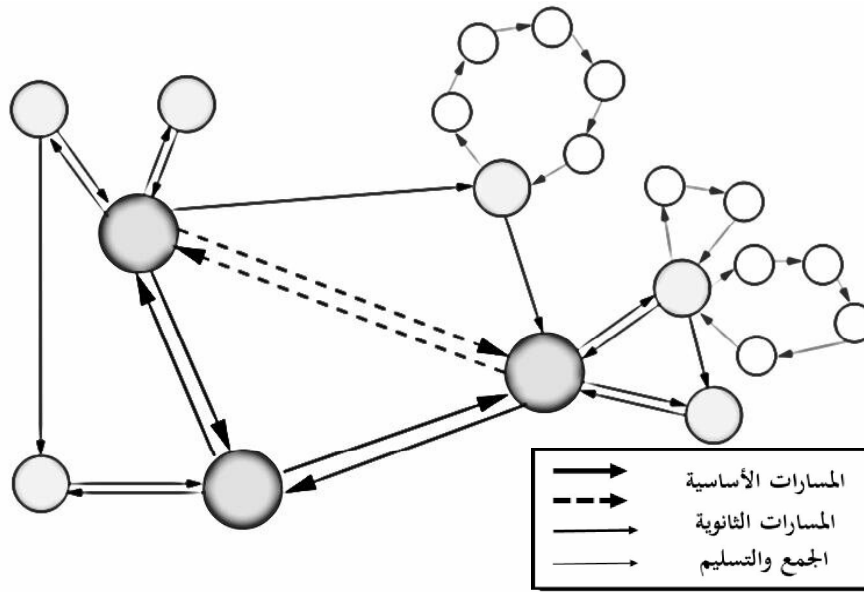 المسارات الأساسية
المسارات الثانوية
الجمع والتسليم